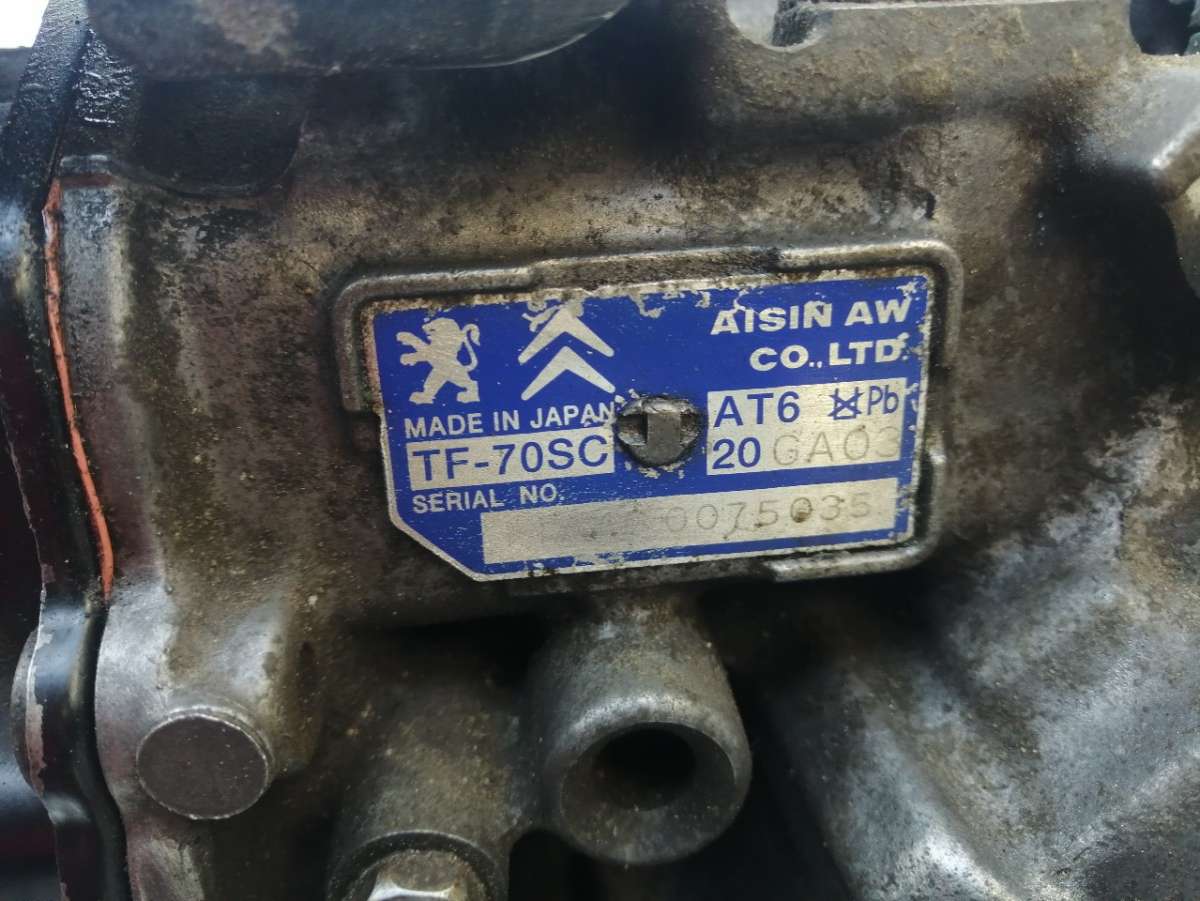 AISIN AW
CO.,LTD.
MADE IN JAPAN
AT6 Pb
TF-70SC
20 GA03
SERIAL NO.
0075035